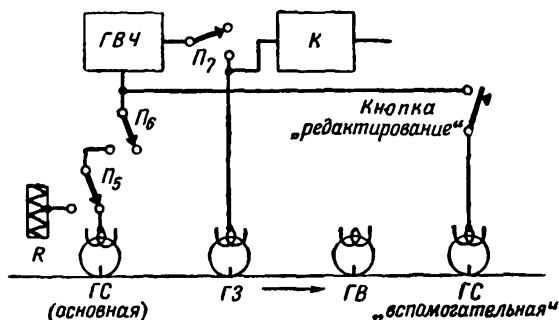 ГВЧ
П₇
К
П₆
Кнопка
„редактирование“
П₅
R
ГС
(основная)
ГЗ
ГВ
ГС
„вспомогательная“